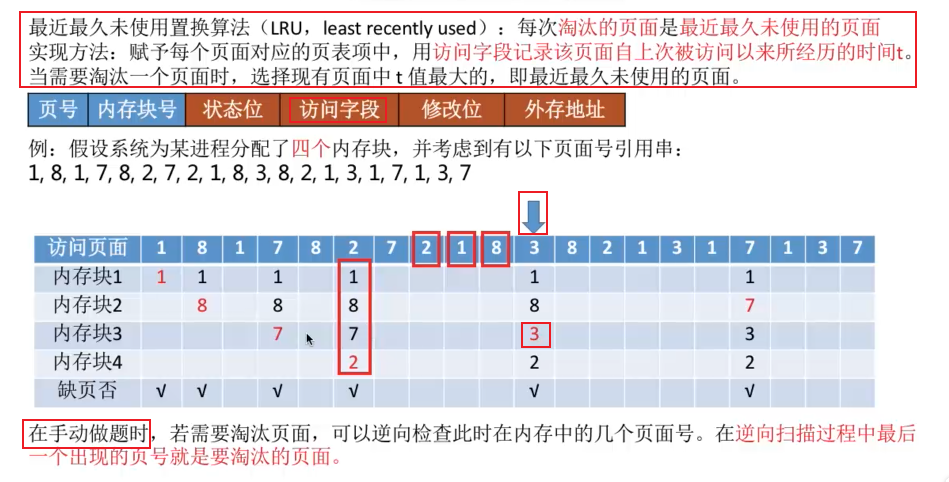 最近最久未使用置换算法（LRU，least recently used）：每次淘汰的页面是最近最久未使用的页面
实现方法：赋予每个页面对应的页表项中，用访问字段记录该页面自上次被访问以来所经历的时间t。
当需要淘汰一个页面时，选择现有页面中 t 值最大的，即最近最久未使用的页面。
页号 内存块号 状态位 访问字段 修改位 外存地址
例：假设系统为某进程分配了四个内存块，并考虑到有以下页面号引用串：
1, 8, 1, 7, 8, 2, 7, 2, 1, 8, 3, 8, 2, 1, 3, 1, 7, 1, 3, 7
访问页面 1 8 1 7 8 2 7 2 1 8 3 8 2 1 3 1 7 1 3 7
内存块1 1 1 1 1 1 1
内存块2 8 8 8 8 7
内存块3 7 7 3 3
内存块4 2 2 2
缺页否 √ √ √ √ √ √
在手动做题时，若需要淘汰页面，可以逆向检查此时在内存中的几个页面号。在逆向扫描过程中最后
一个出现的页号就是要淘汰的页面。